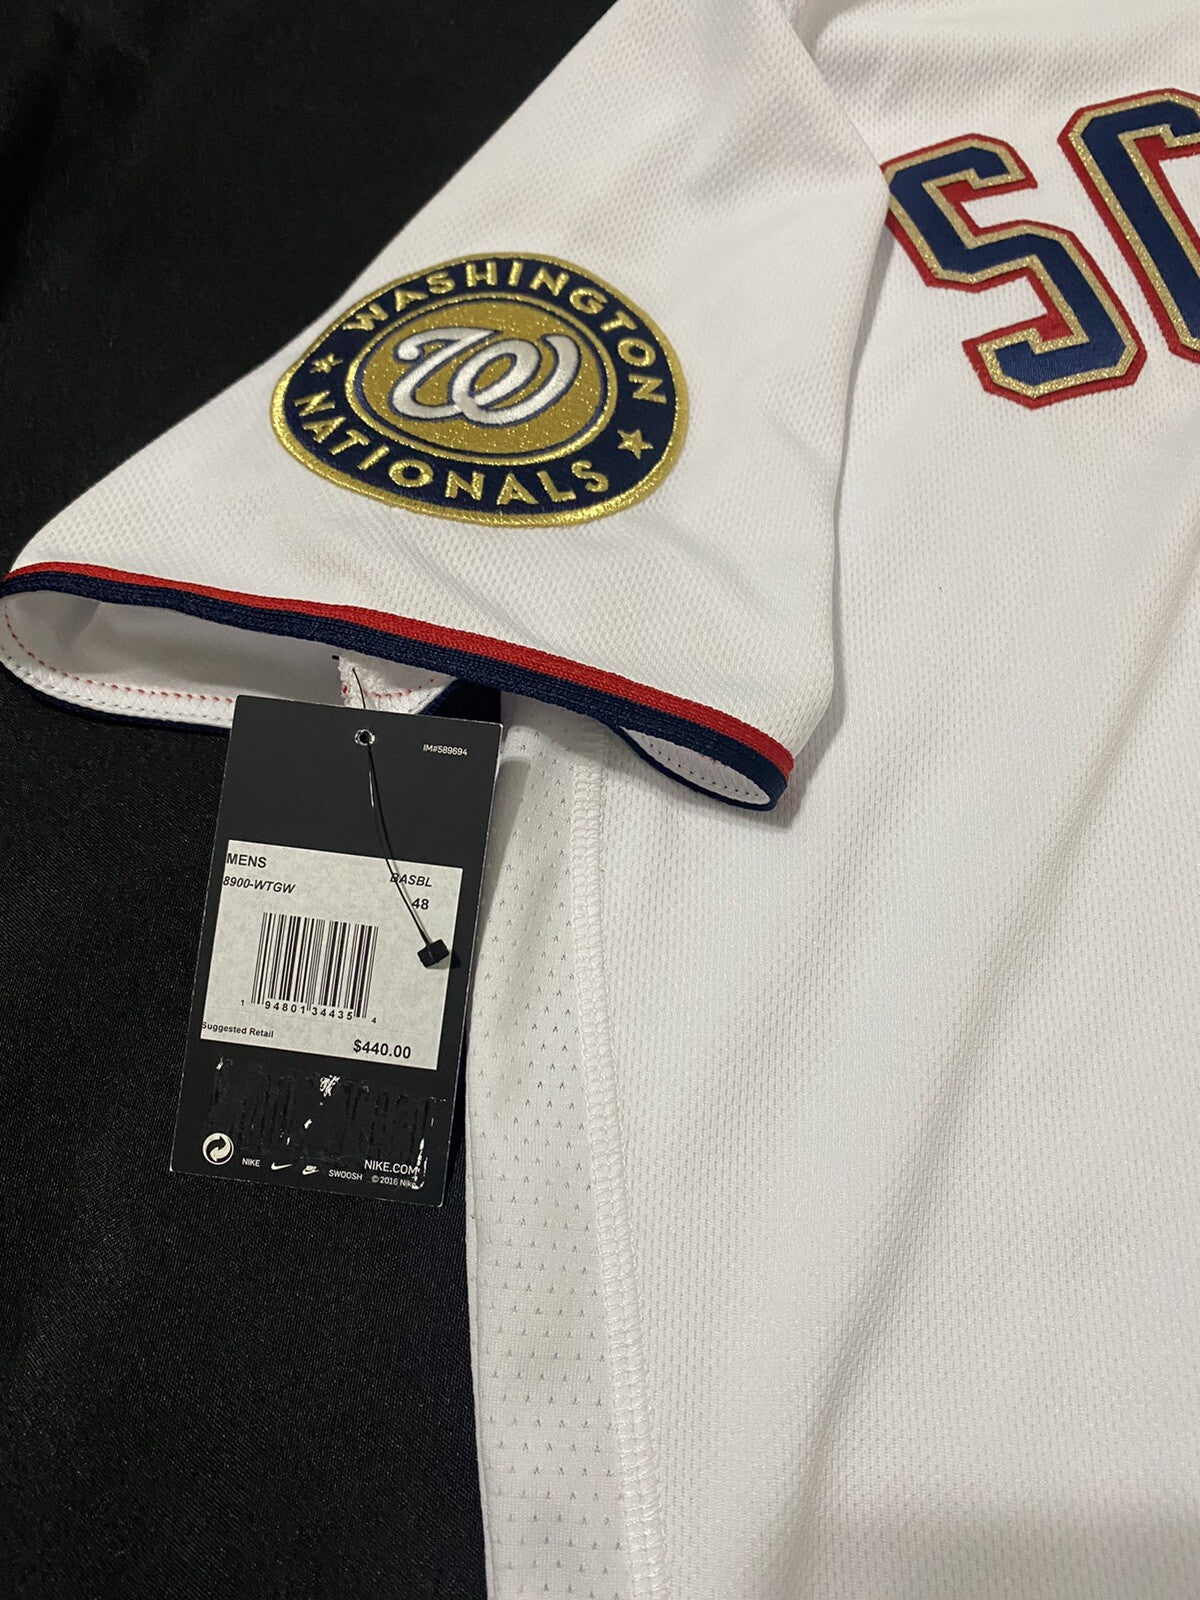 WASHINGTON
W
NATIONALS
SO
IM#589694
MENS
8900-WTGW
BASBL
48
1 94801 34435 4
Suggested Retail
$440.00
NIKE
SWOOSH
NIKE.COM
© 2016 Nike